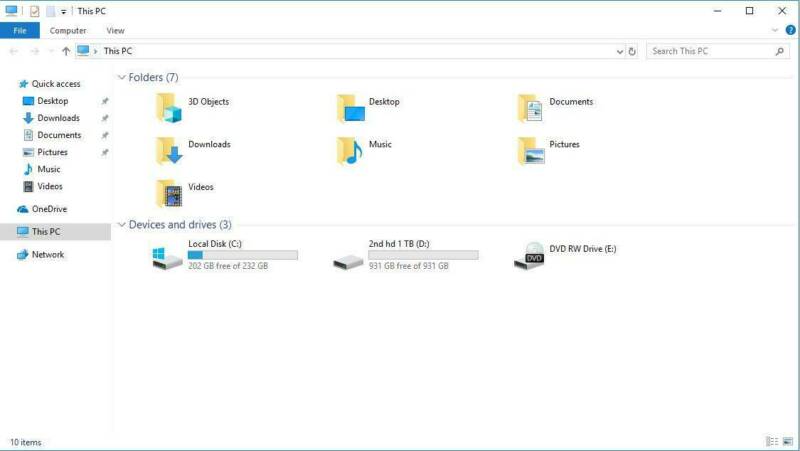 This PC
File Computer View
This PC
Search This PC
Quick access
Desktop
Downloads
Documents
Pictures
Music
Videos
OneDrive
This PC
Network
Folders (7)
3D Objects
Desktop
Documents
Downloads
Music
Pictures
Videos
Devices and drives (3)
Local Disk (C:)
202 GB free of 232 GB
2nd hd 1 TB (D:)
931 GB free of 931 GB
DVD RW Drive (E:)
DVD
10 items